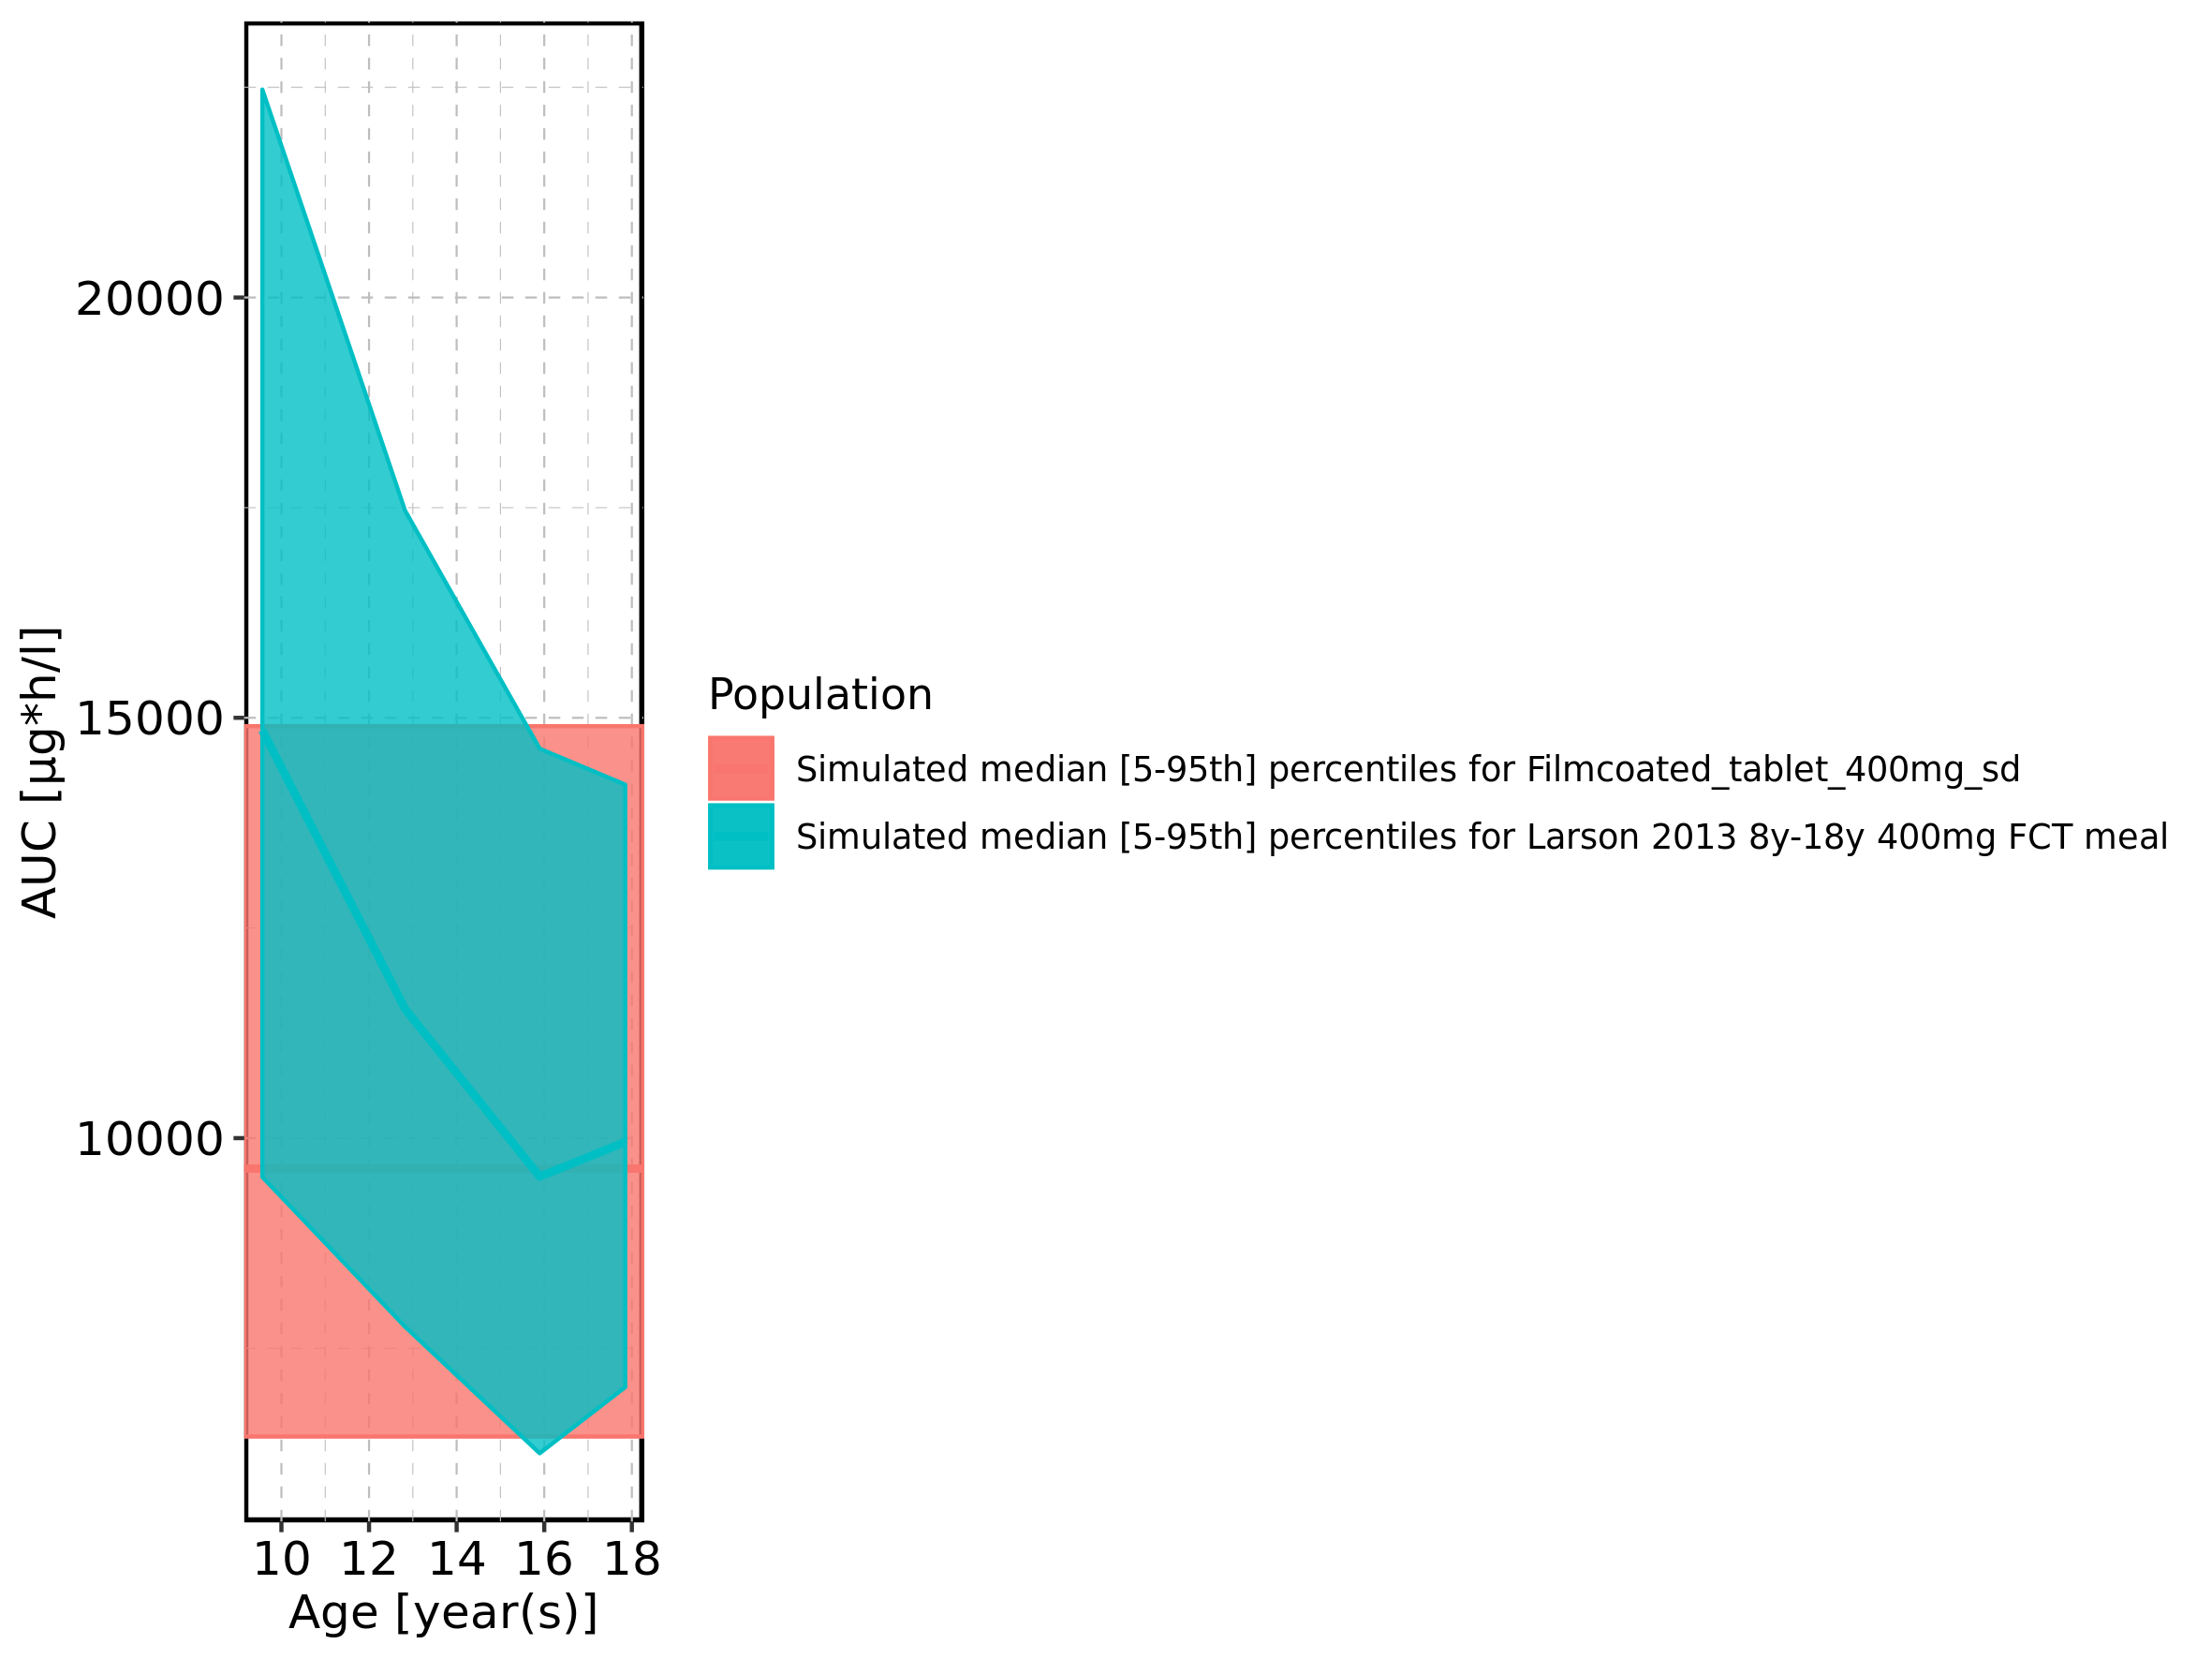 20000
15000
10000
AUC [µg*h/l]
10 12 14 16 18
Age [year(s)]
Population
Simulated median [5-95th] percentiles for Filmcoated_tablet_400mg_sd
Simulated median [5-95th] percentiles for Larson 2013 8y-18y 400mg FCT meal